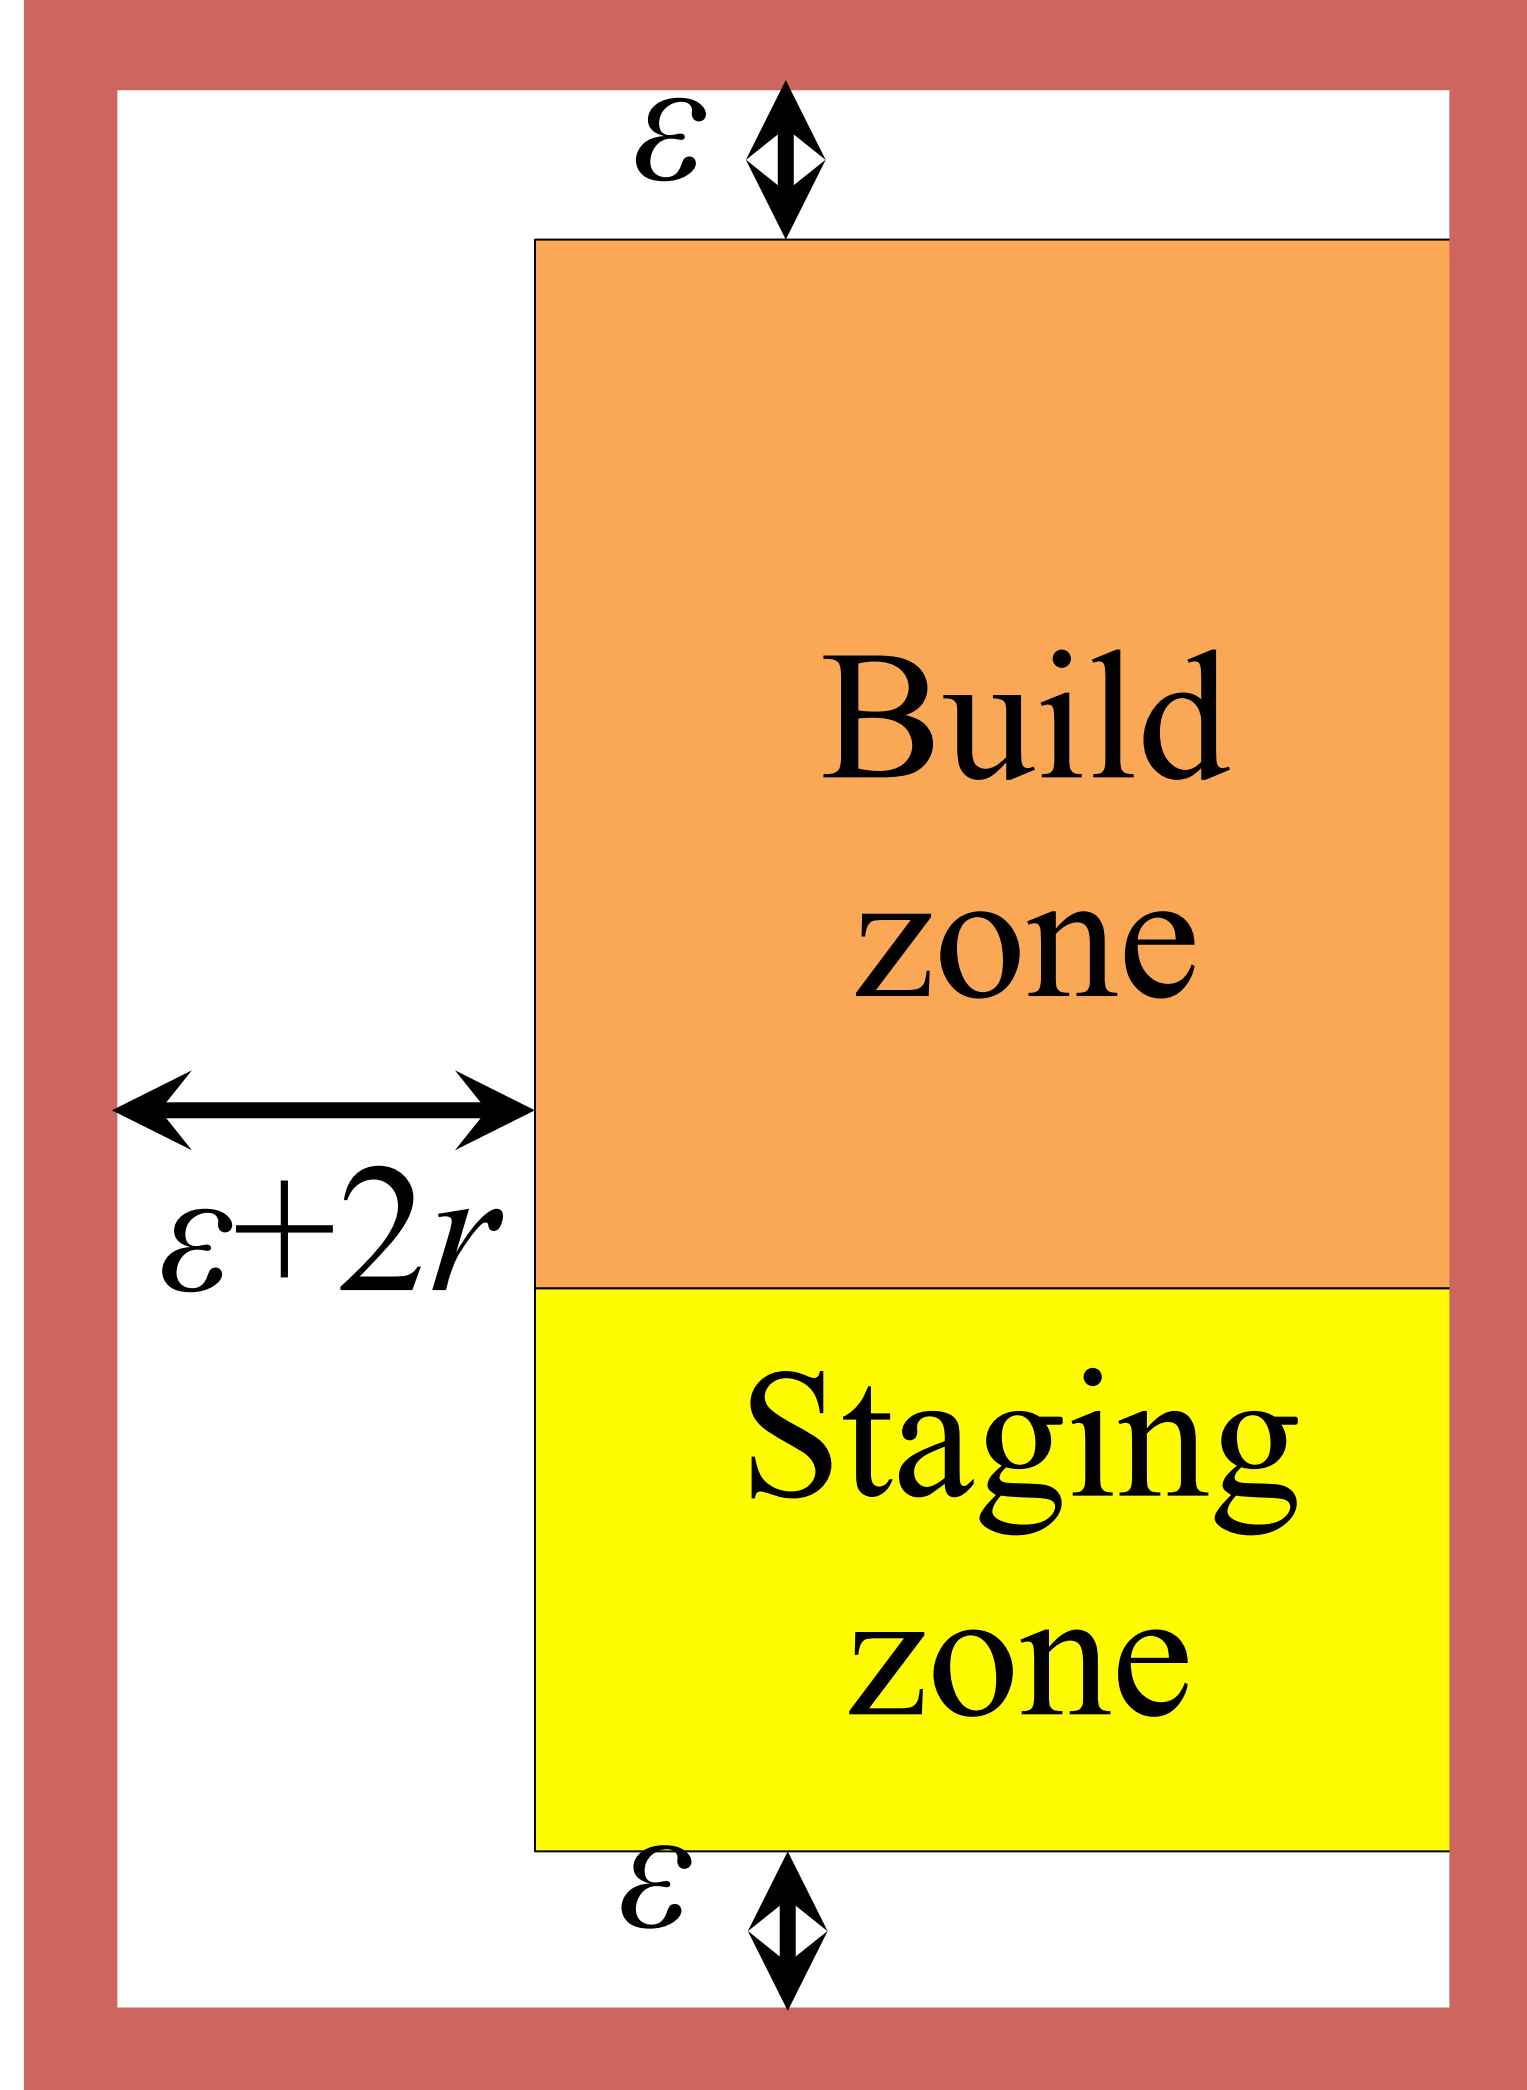 ε
Build
zone
ε+2r
Staging
zone
ε